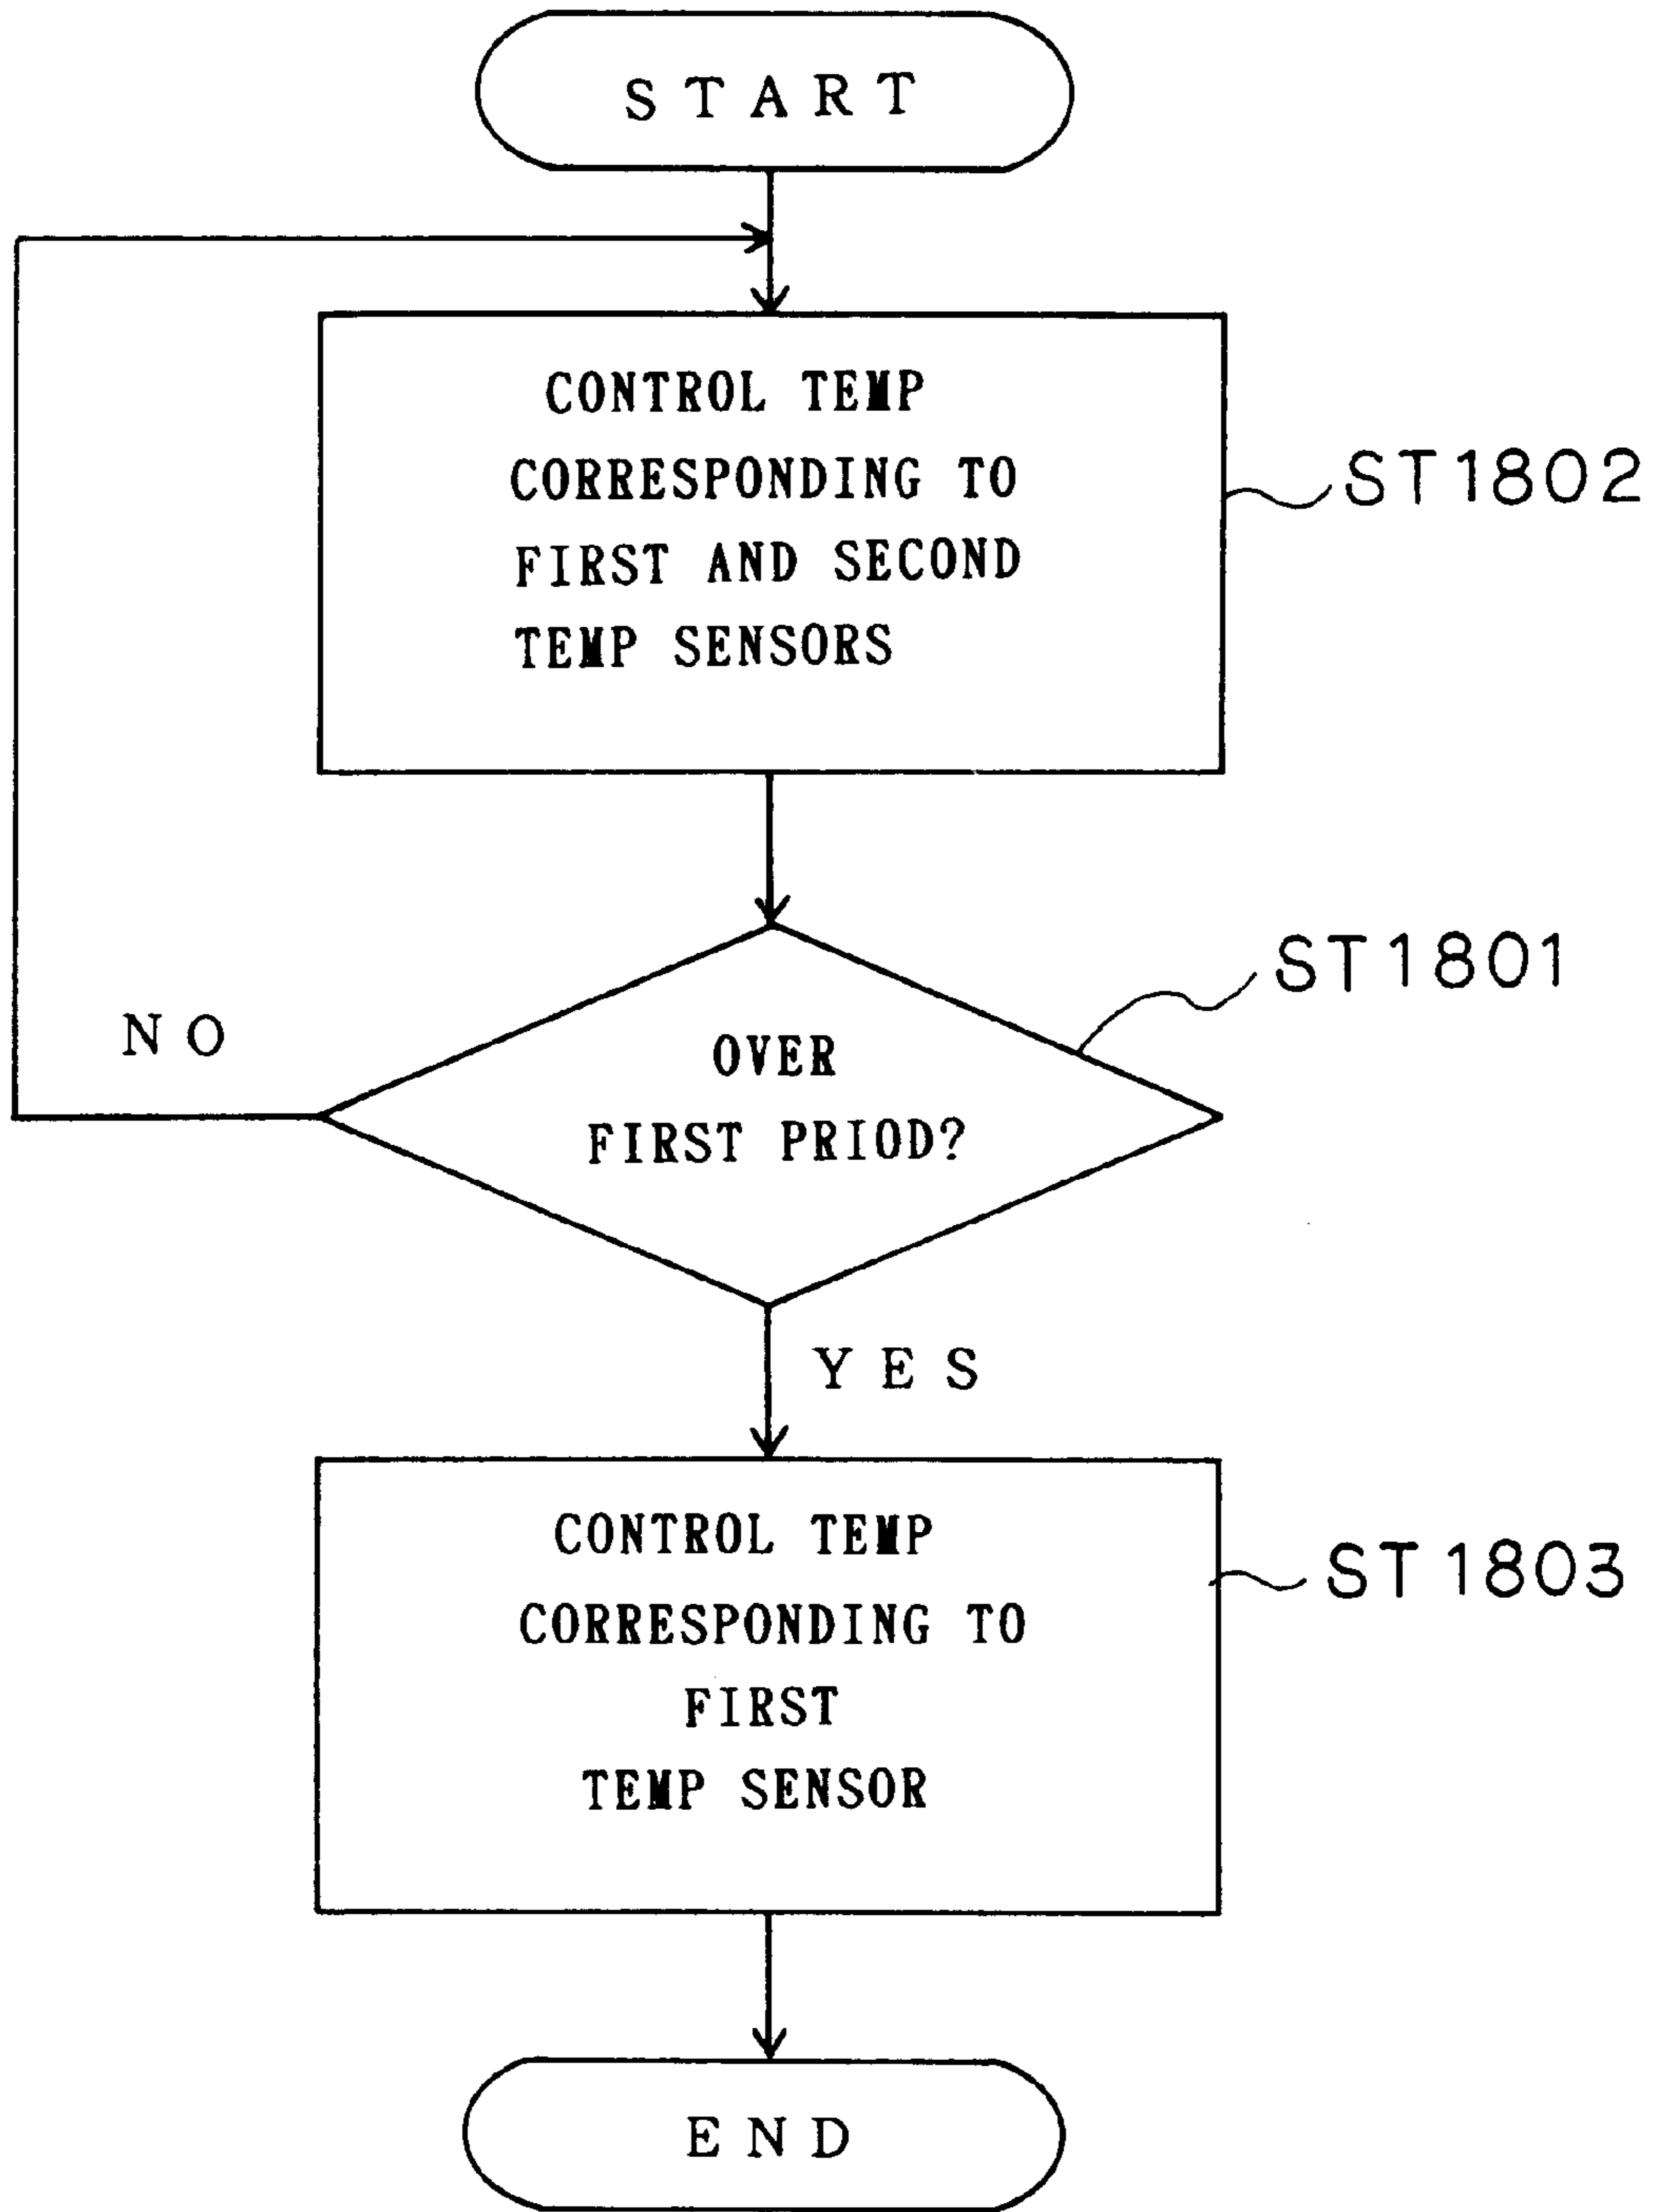 START
CONTROL TEMP
CORRESPONDING TO
FIRST AND SECOND
TEMP SENSORS
ST1802
ST1801
NO
OVER
FIRST PRIOD?
YES
CONTROL TEMP
CORRESPONDING TO
FIRST
TEMP SENSOR
ST1803
END